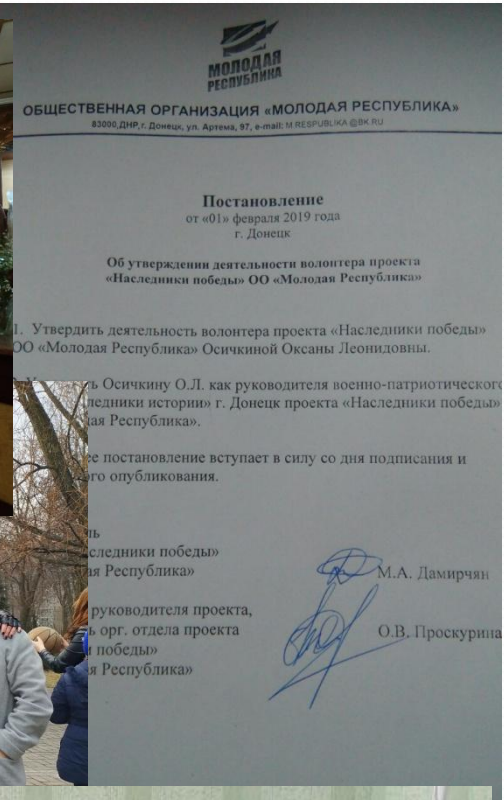 МОЛОДАЯ
РЕСПУБЛИКА
ОБЩЕСТВЕННАЯ ОРГАНИЗАЦИЯ «МОЛОДАЯ РЕСПУБЛИКА»
83000,ДНР,г. Донецк, ул. Артема, 97, e-mail: M.RESPUBLIKA@BK.RU
Постановление
от «01» февраля 2019 года
г. Донецк
Об утверждении деятельности волонтера проекта
«Наследники победы» ОО «Молодая Республика»
1. Утвердить деятельность волонтера проекта «Наследники победы»
ОО «Молодая Республика» Осичкиной Оксаны Леонидовны.
Осичкину О.Л. как руководителя военно-патриотического
следники истории» г. Донецк проекта «Наследники победы»
ая Республика».
ее постановление вступает в силу со дня подписания и
го опубликования.
ль
следники победы»
ая Республика»
М.А. Дамирчян
руководителя проекта,
ь орг. отдела проекта
О.В. Проскурина
и победы»
я Республика»